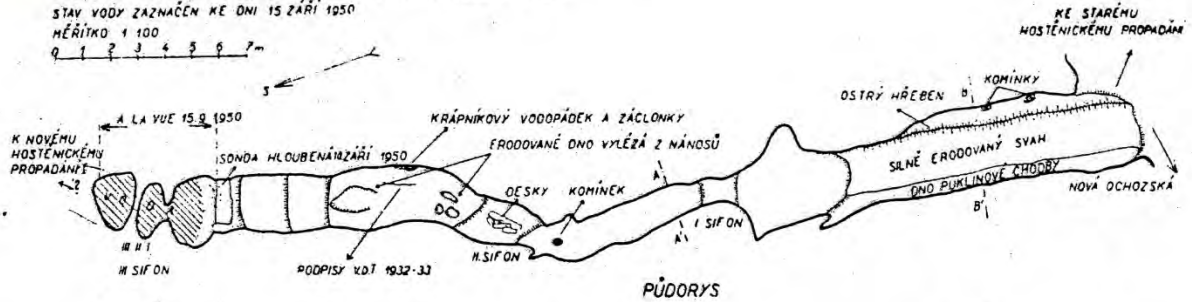 STAV VODY ZAZNAČEN KE DNI 15 ZÁŘÍ 1950
MĚŘÍTKO 1 100
0 1 2 3 4 5 6 7m
S
KE STARÉMU
HOSTĚNICKÉMU PROPADÁNÍ
KOMÍNKY
B
OSTRÝ HŘEBEN
A LA VUE 15.9 1950
KRÁPNÍKOVÝ VODOPÁDEK A ZÁCLONKY
K NOVÉMU
HOSTĚNICKÉMU
PROPADÁNÍ
?
SONDA HLOUBENÁ 14 ZÁŘÍ 1950
ERODOVANÉ DNO VYLÉZÁ Z NÁNOSŮ
SILNĚ ERODOVANÝ SVAH
DESKY
KOMÍNEK
A
DNO PUKLINOVÉ CHODBY
NOVÁ OCHOZSKÁ
B'
A'
I SIFON
III II I
III SIFON
PODPISY V.D.T 1932-33
II. SIFON
PŮDORYS